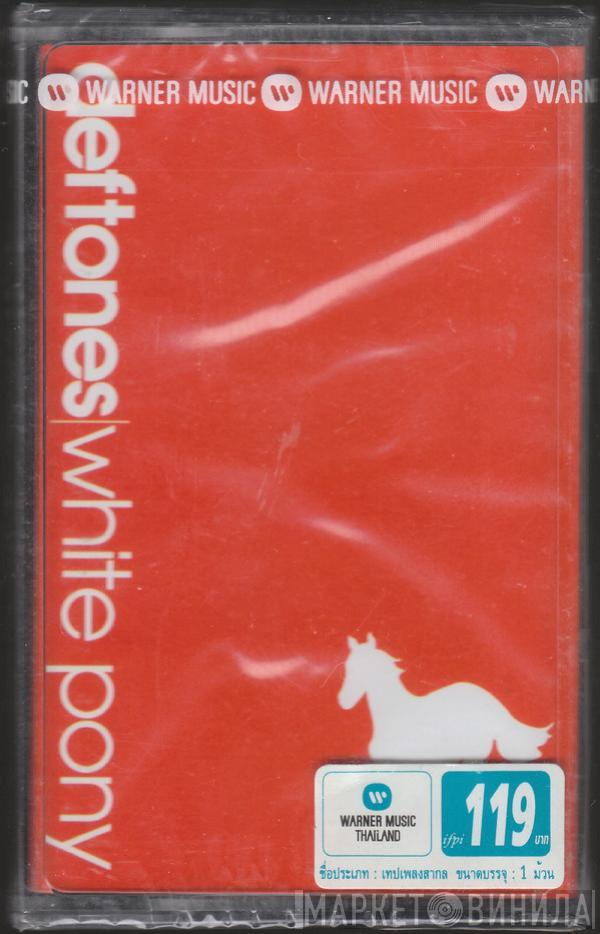 WARNER MUSIC WARNER MUSIC WARN
deftones|white pony
WARNER MUSIC
THAILAND
ifpi 119 บาท
ชื่อประเภท : เทปเพลงสากล ขนาดบรรจุ : 1 ม้วน
МАРКЕТ ВИНИЛА